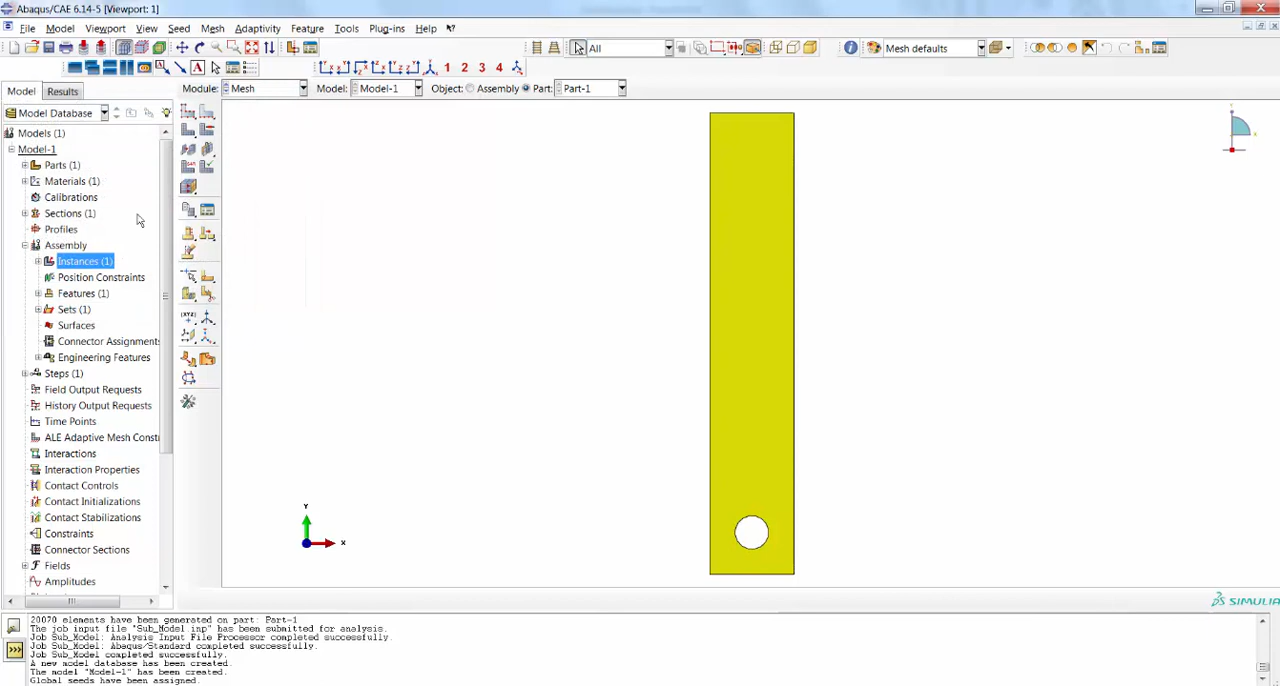 Abaqus/CAE 6.14-5 [Viewport: 1]
File Model Viewport View Seed Mesh Adaptivity Feature Tools Plug-ins Help
All Mesh defaults
1 2 3 4
Model Results Module: Mesh Model: Model-1 Object: Assembly Part: Part-1
Model Database
Models (1)
Model-1
Parts (1)
Materials (1)
Calibrations
Sections (1)
Profiles
Assembly
Instances (1)
Position Constraints
Features (1)
Sets (1)
Surfaces
Connector Assignments
Engineering Features
Steps (1)
Field Output Requests
History Output Requests
Time Points
ALE Adaptive Mesh Const
Interactions
Interaction Properties
Contact Controls
Contact Initializations
Contact Stabilizations
Constraints
Connector Sections
Fields
Amplitudes
Y
X
SIMULIA
20070 elements have been generated on part: Part-1
The job input file "Sub_Model.inp" has been submitted for analysis.
Job Sub_Model: Analysis Input File Processor completed successfully.
Job Sub_Model: Abaqus/Standard completed successfully.
Job Sub_Model completed successfully.
A new model database has been created.
The model "Model-1" has been created.
Global seeds have been assigned.